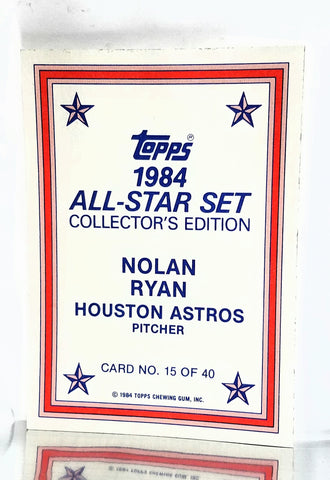 TOPPS®
1984
ALL-STAR SET
COLLECTOR'S EDITION
NOLAN
RYAN
HOUSTON ASTROS
PITCHER
CARD NO. 15 OF 40
© 1984 TOPPS CHEWING GUM, INC.